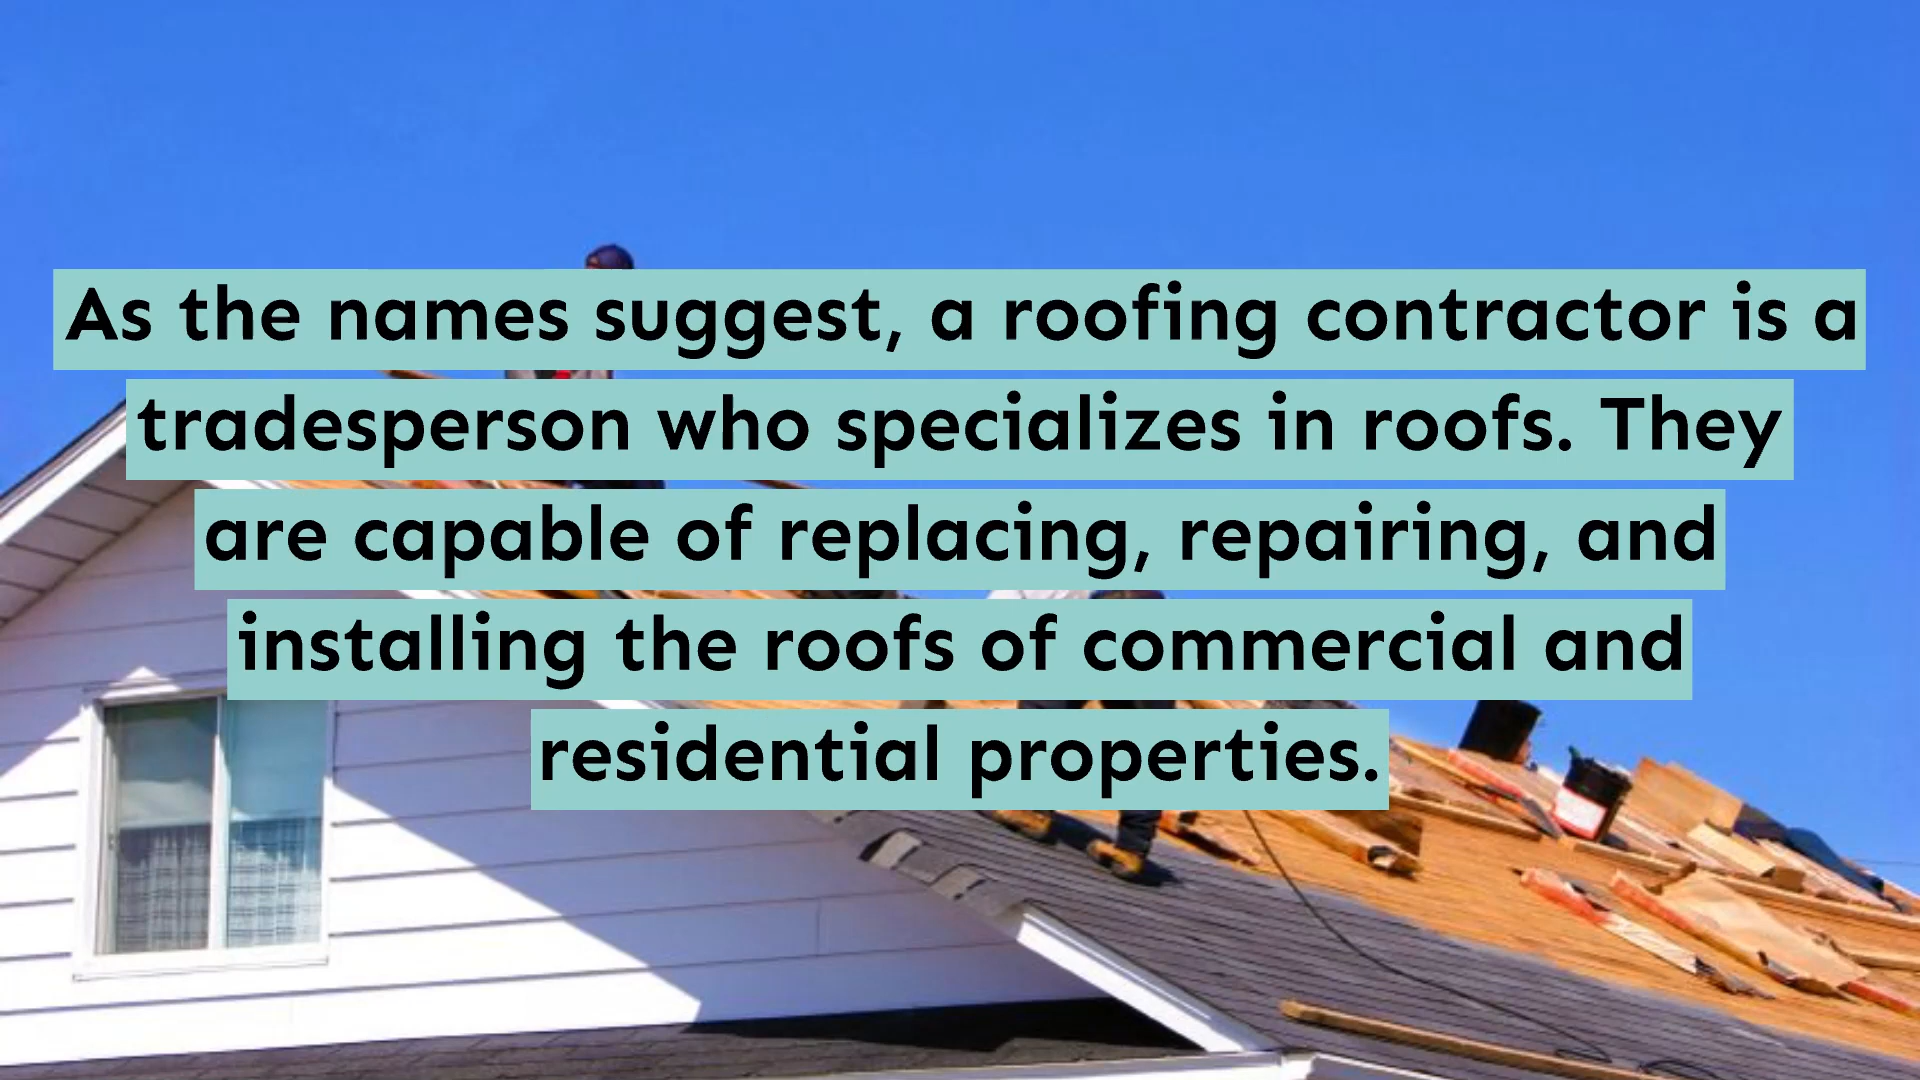 As the names suggest, a roofing contractor is a
tradesperson who specializes in roofs. They
are capable of replacing, repairing, and
installing the roofs of commercial and
residential properties.